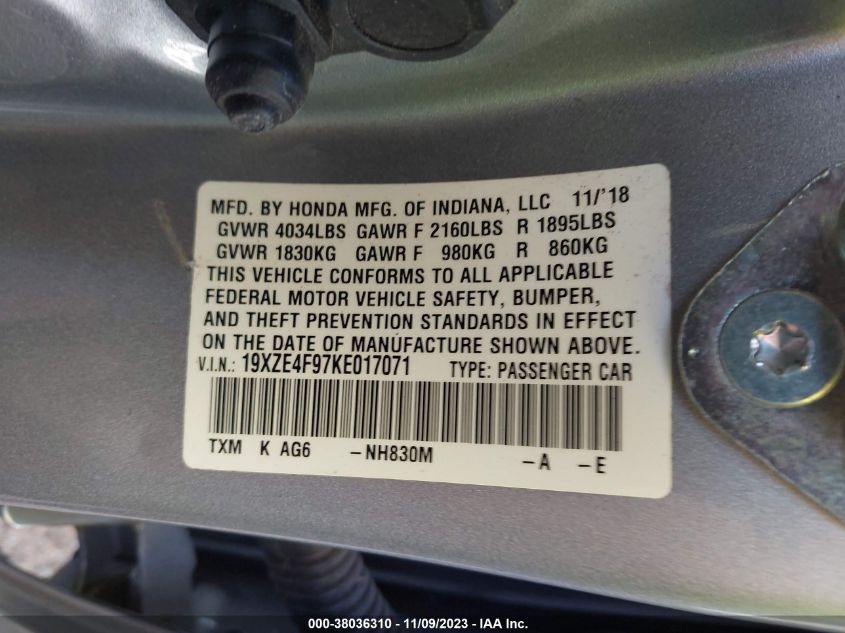 MFD. BY HONDA MFG. OF INDIANA, LLC 11/'18
GVWR 4034LBS GAWR F 2160LBS R 1895LBS
GVWR 1830KG GAWR F 980KG R 860KG
THIS VEHICLE CONFORMS TO ALL APPLICABLE
FEDERAL MOTOR VEHICLE SAFETY, BUMPER,
AND THEFT PREVENTION STANDARDS IN EFFECT
ON THE DATE OF MANUFACTURE SHOWN ABOVE.
V.I.N.: 19XZE4F97KE017071 TYPE: PASSENGER CAR
TXM K AG6 -NH830M -A -E
000-38036310 - 11/09/2023 - IAA Inc.